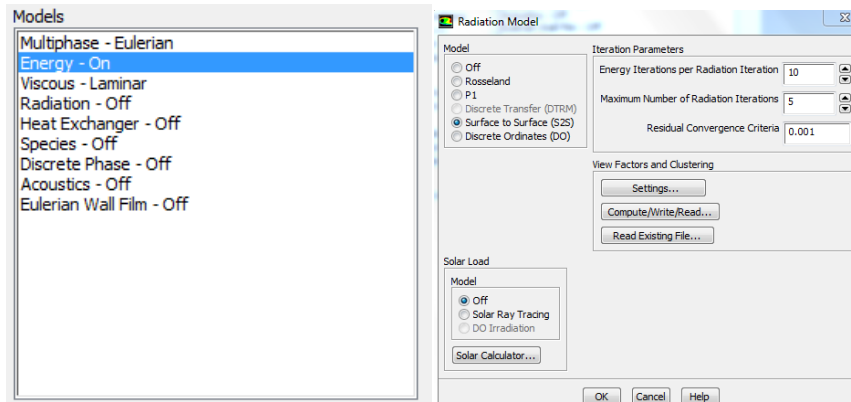 Models
Multiphase - Eulerian
Energy - On
Viscous - Laminar
Radiation - Off
Heat Exchanger - Off
Species - Off
Discrete Phase - Off
Acoustics - Off
Eulerian Wall Film - Off
Radiation Model
Model
Off
Rosseland
P1
Discrete Transfer (DTRM)
Surface to Surface (S2S)
Discrete Ordinates (DO)
Iteration Parameters
Energy Iterations per Radiation Iteration 10
Maximum Number of Radiation Iterations 5
Residual Convergence Criteria 0.001
View Factors and Clustering
Settings...
Compute/Write/Read...
Read Existing File...
Solar Load
Model
Off
Solar Ray Tracing
DO Irradiation
Solar Calculator...
OK Cancel Help